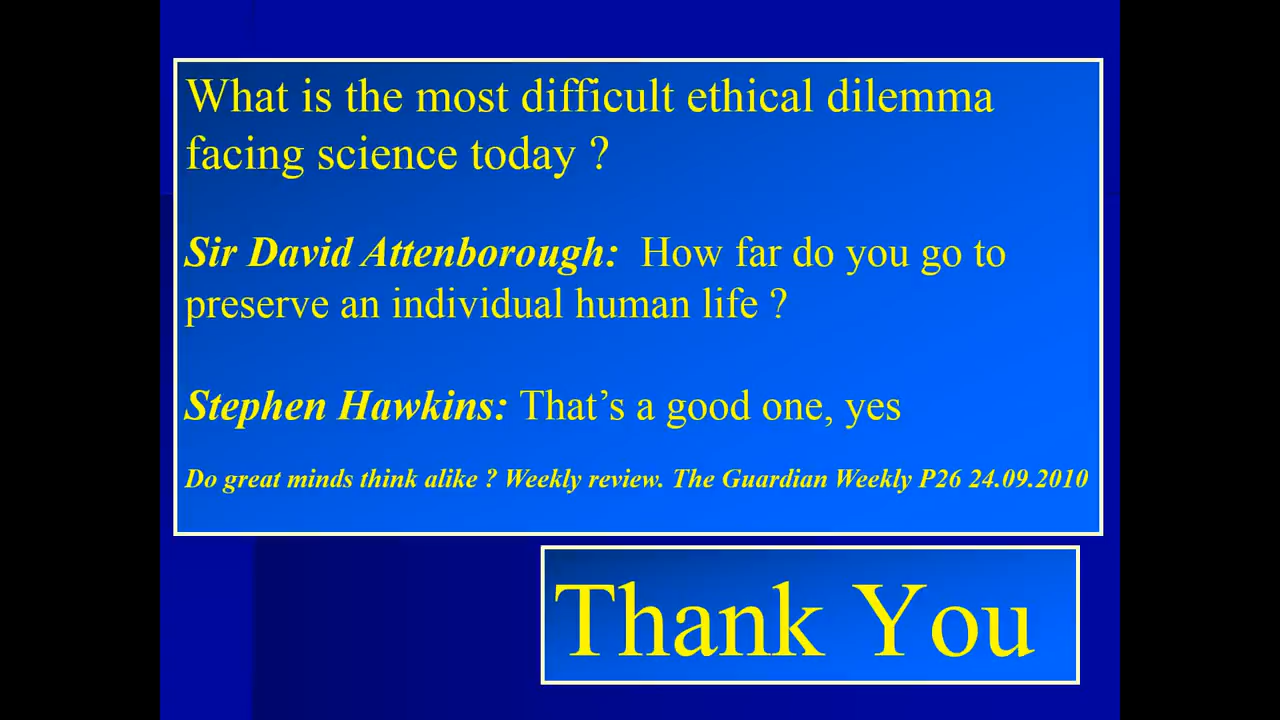 What is the most difficult ethical dilemma
facing science today ?
Sir David Attenborough: How far do you go to
preserve an individual human life ?
Stephen Hawkins: That’s a good one, yes
Do great minds think alike ? Weekly review. The Guardian Weekly P26 24.09.2010
Thank You